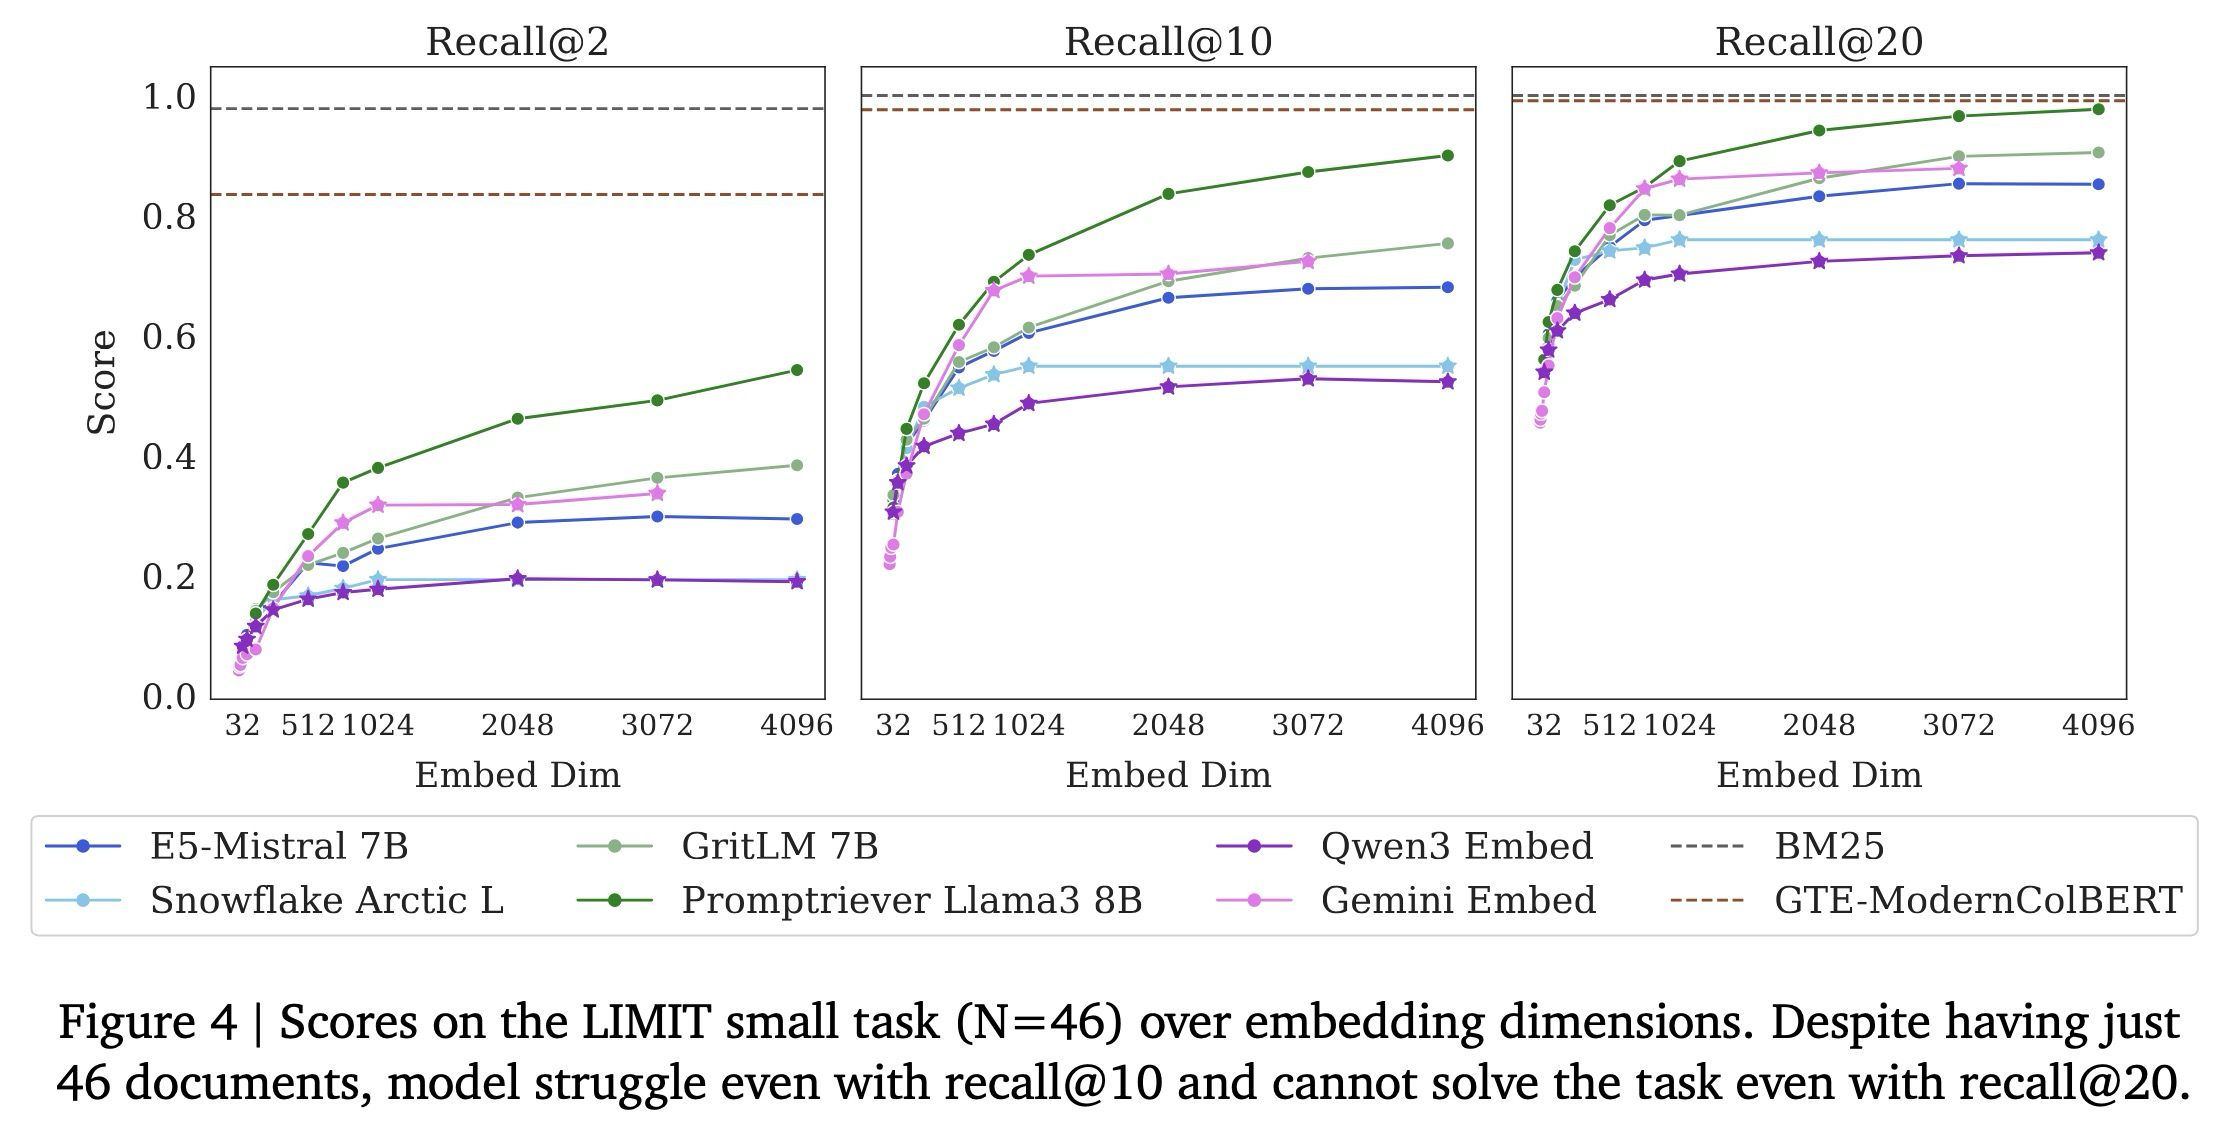 Recall@2 Recall@10 Recall@20
1.0
0.8
0.6
0.4
0.2
0.0
Score
32 512 1024 2048 3072 4096 32 512 1024 2048 3072 4096 32 512 1024 2048 3072 4096
Embed Dim Embed Dim Embed Dim
E5-Mistral 7B GritLM 7B Qwen3 Embed BM25
Snowflake Arctic L Promptriever Llama3 8B Gemini Embed GTE-ModernColBERT
Figure 4 | Scores on the LIMIT small task (N=46) over embedding dimensions. Despite having just
46 documents, model struggle even with recall@10 and cannot solve the task even with recall@20.